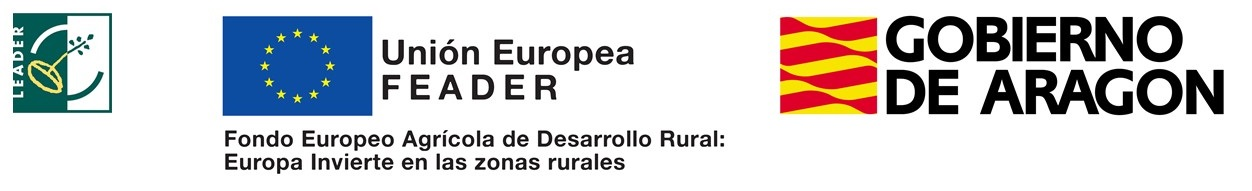 LEADER
Unión Europea
FEADER
Fondo Europeo Agrícola de Desarrollo Rural:
Europa Invierte en las zonas rurales
GOBIERNO
DE ARAGON